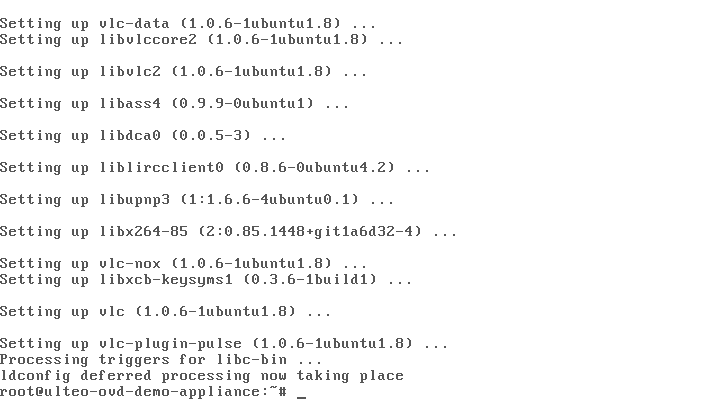 Setting up vlc-data (1.0.6-1ubuntu1.8) ...
Setting up libvlccore2 (1.0.6-1ubuntu1.8) ...
Setting up libvlc2 (1.0.6-1ubuntu1.8) ...
Setting up libass4 (0.9.9-0ubuntu1) ...
Setting up libdca0 (0.0.5-3) ...
Setting up liblircclient0 (0.8.6-0ubuntu4.2) ...
Setting up libupnp3 (1:1.6.6-4ubuntu0.1) ...
Setting up libx264-85 (2:0.85.1448+git1a6d32-4) ...
Setting up vlc-nox (1.0.6-1ubuntu1.8) ...
Setting up libxcb-keysyms1 (0.3.6-1build1) ...
Setting up vlc (1.0.6-1ubuntu1.8) ...
Setting up vlc-plugin-pulse (1.0.6-1ubuntu1.8) ...
Processing triggers for libc-bin ...
ldconfig deferred processing now taking place
root@ulteo-ovd-demo-appliance:~# _